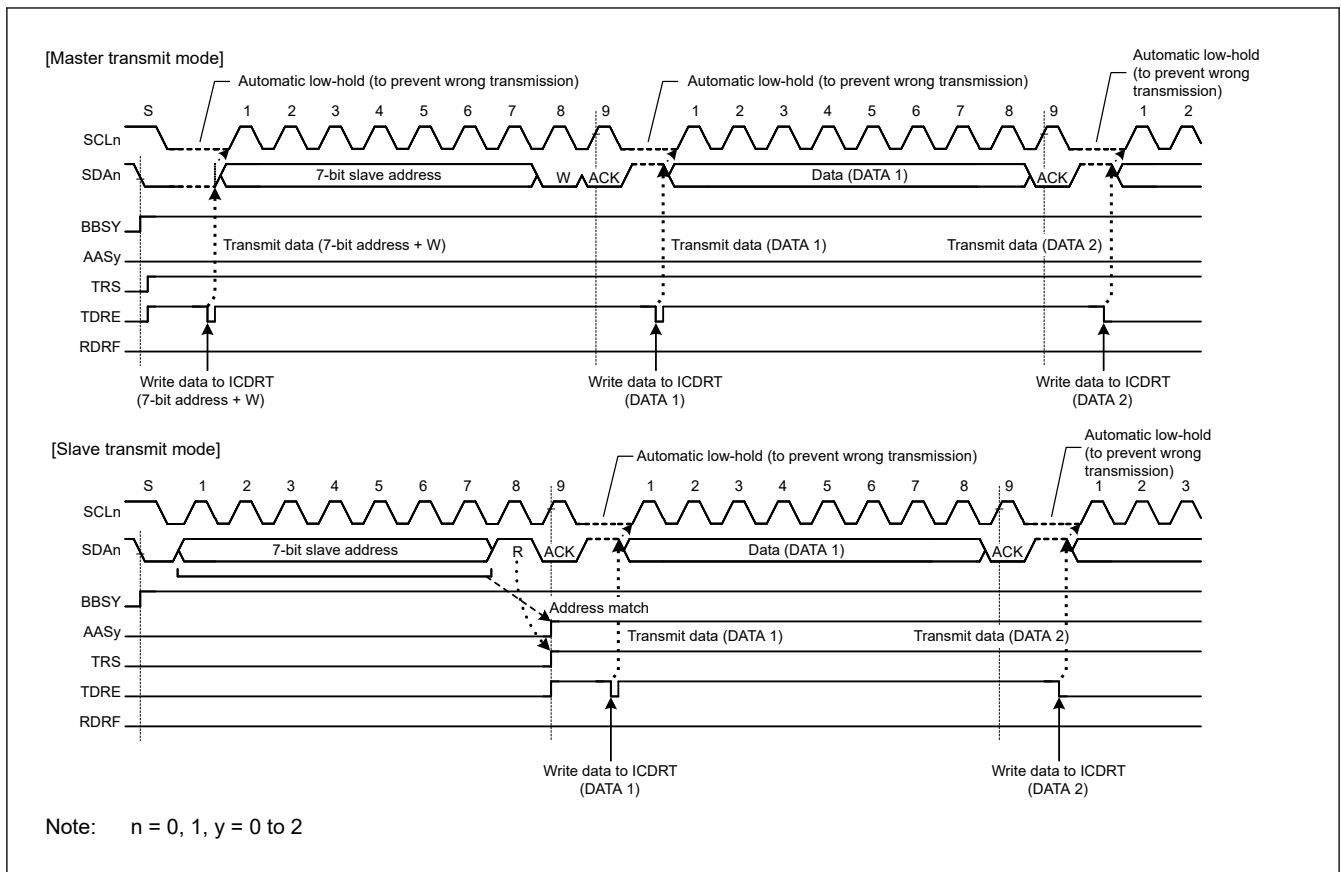 [Master transmit mode]
Automatic low-hold (to prevent wrong transmission)
Automatic low-hold (to prevent wrong transmission)
Automatic low-hold
(to prevent wrong
transmission)
S 1 2 3 4 5 6 7 8 9 1 2 3 4 5 6 7 8 9 1 2
SCLn
SDAn 7-bit slave address W ACK Data (DATA 1) ACK
BBSY
Transmit data (7-bit address + W) Transmit data (DATA 1) Transmit data (DATA 2)
AASy
TRS
TDRE
RDRF
Write data to ICDRT
(7-bit address + W)
Write data to ICDRT
(DATA 1)
Write data to ICDRT
(DATA 2)
[Slave transmit mode]
Automatic low-hold (to prevent wrong transmission)
Automatic low-hold
(to prevent wrong
transmission)
S 1 2 3 4 5 6 7 8 9 1 2 3 4 5 6 7 8 9 1 2 3
SCLn
SDAn 7-bit slave address R ACK Data (DATA 1) ACK
BBSY
Address match
AASy
Transmit data (DATA 1) Transmit data (DATA 2)
TRS
TDRE
RDRF
Write data to ICDRT
(DATA 1)
Write data to ICDRT
(DATA 2)
Note: n = 0, 1, y = 0 to 2